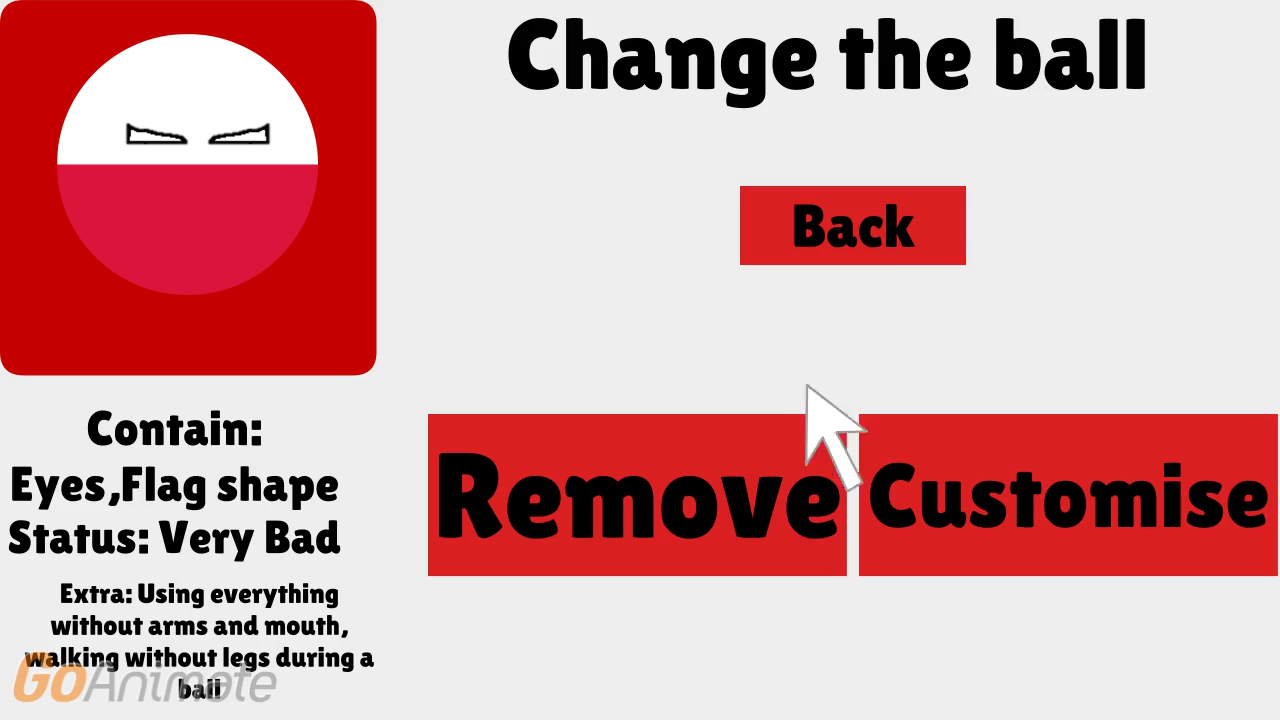 Change the ball
Back
Remove
Customise
Contain:
Eyes,Flag shape
Status: Very Bad
Extra: Using everything
without arms and mouth,
walking without legs during a
ball
GoAnimate